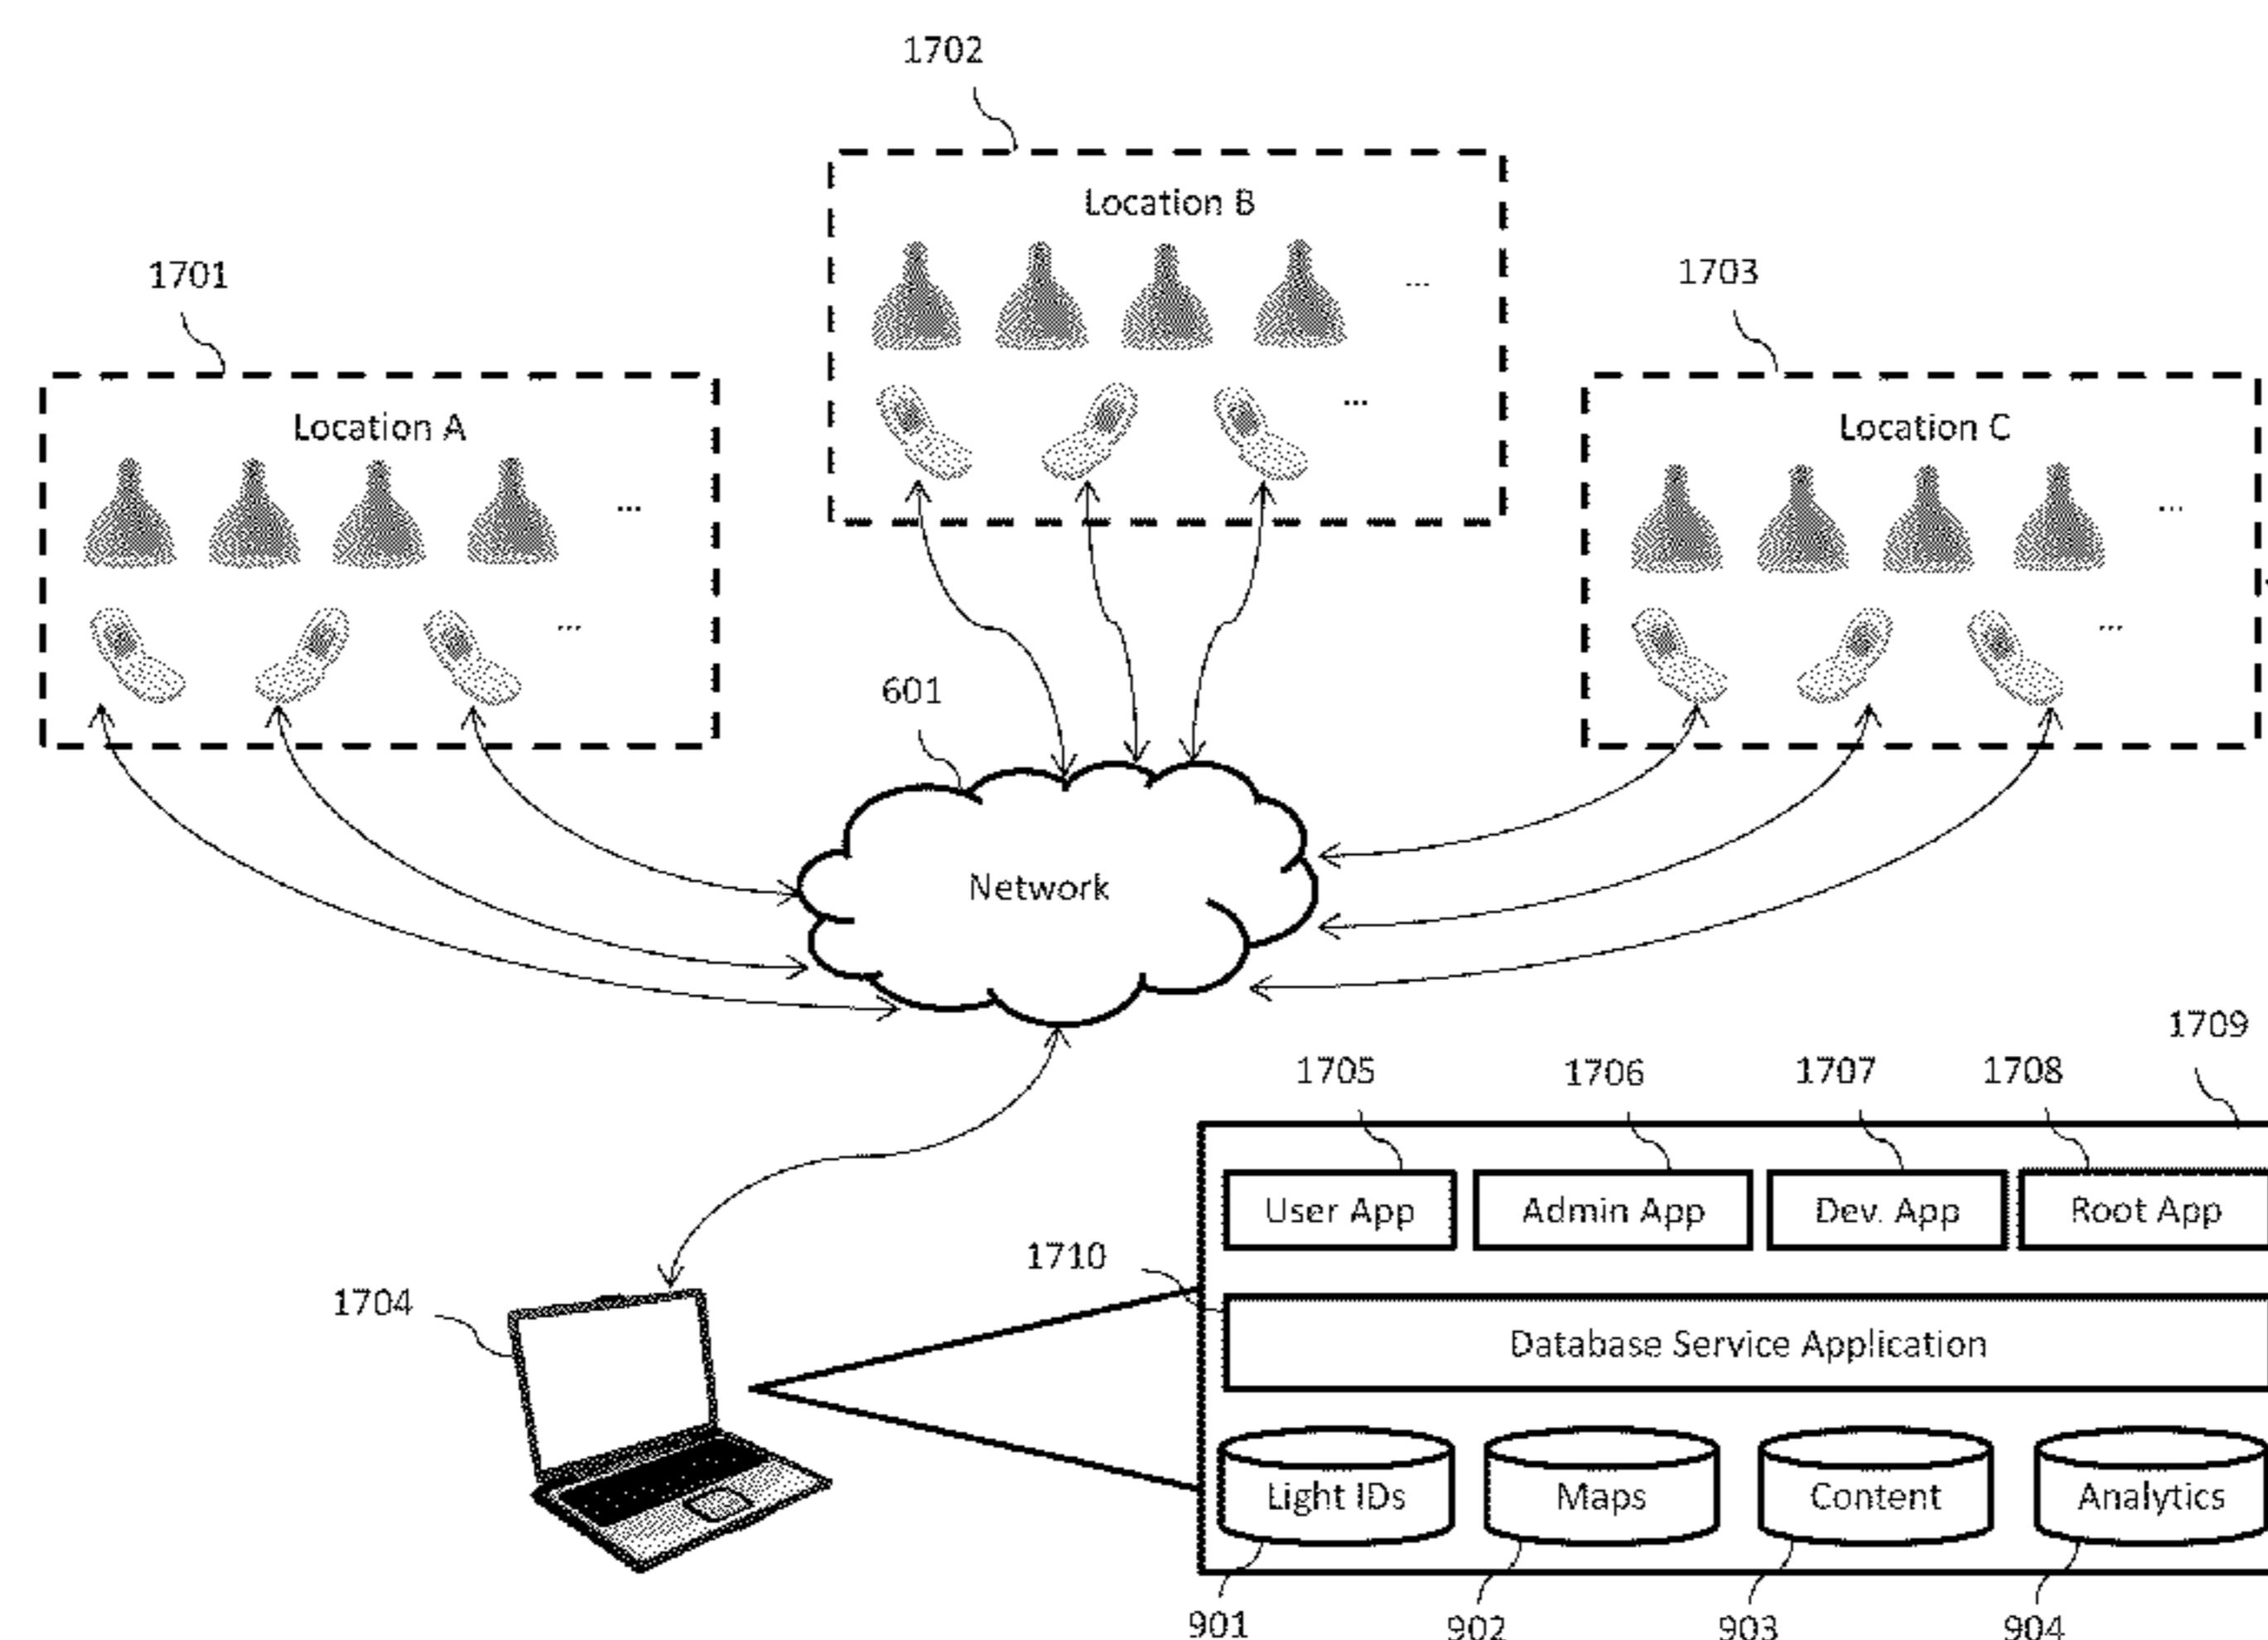 1702
Location B
...
...
1701
Location A
...
...
1703
Location C
...
...
601
Network
1709
1705
1706
1707
1708
User App
Admin App
Dev. App
Root App
1710
Database Service Application
1704
Light IDs
Maps
Content
Analytics
901
902
903
904